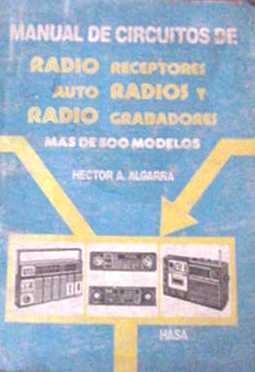 MANUAL DE CIRCUITOS DE
RADIO RECEPTORES
AUTO RADIOS Y
RADIO GRABADORES
MAS DE 500 MODELOS
HECTOR A. ALGARRA
HASA